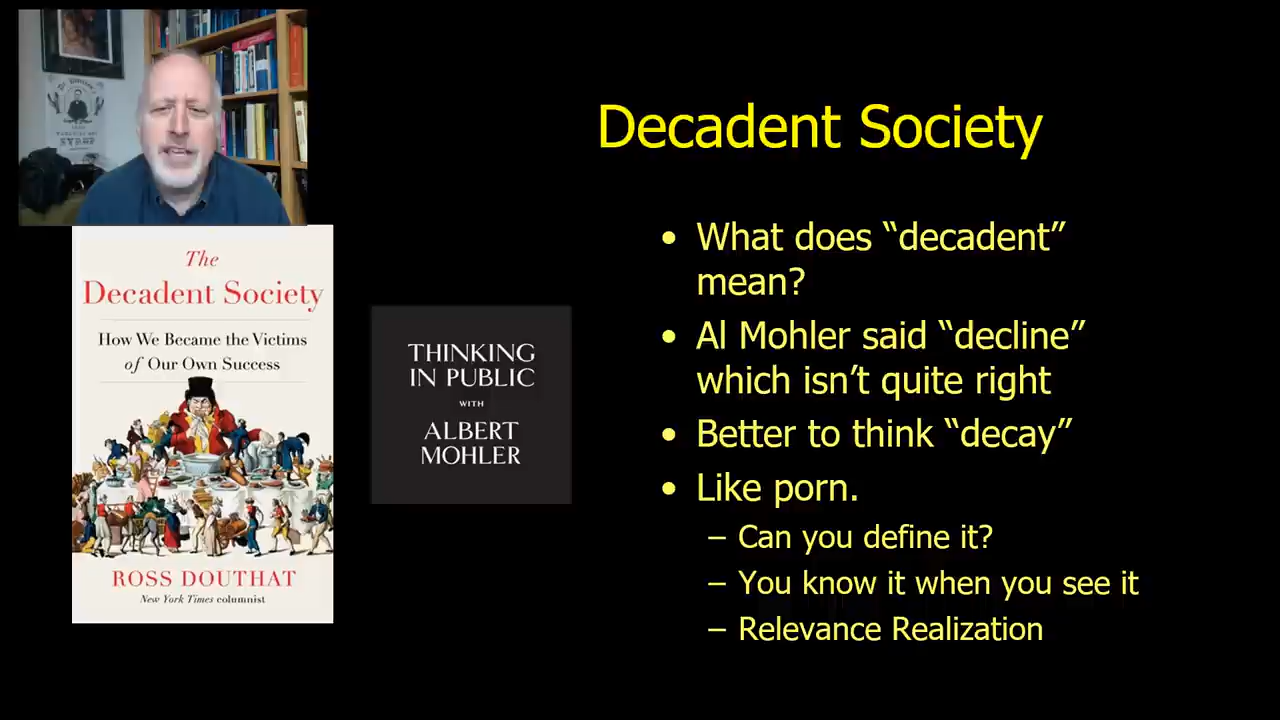 Decadent Society
The
Decadent Society
How We Became the Victims
of Our Own Success
ROSS DOUTHAT
New York Times columnist
THINKING
IN PUBLIC
WITH
ALBERT
MOHLER
• What does “decadent”
mean?
• Al Mohler said “decline”
which isn’t quite right
• Better to think “decay”
• Like porn.
– Can you define it?
– You know it when you see it
– Relevance Realization